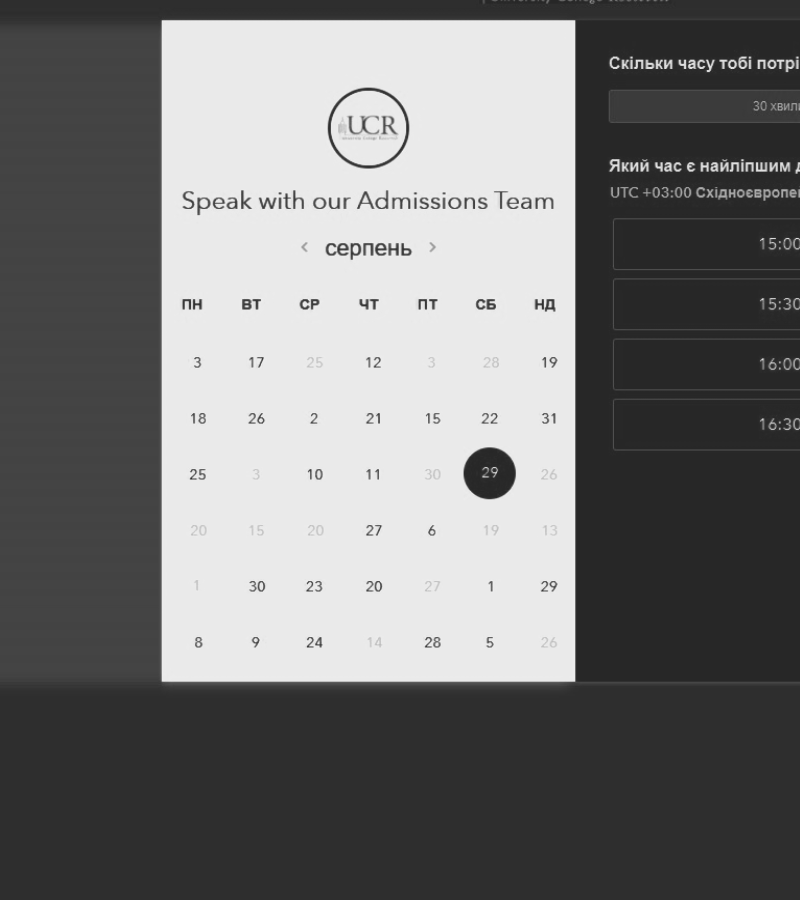 UCR
Speak with our Admissions Team
серпень
ПН ВТ СР ЧТ ПТ СБ НД
3 17 25 12 3 28 19
18 26 2 21 15 22 31
25 3 10 11 30 29 26
20 15 20 27 6 19 13
1 30 23 20 27 1 29
8 9 24 14 28 5 26
Скільки часу тобі
30
Який час є найліпшим
UTC +03:00
15:00
15:30
16:00
16:30